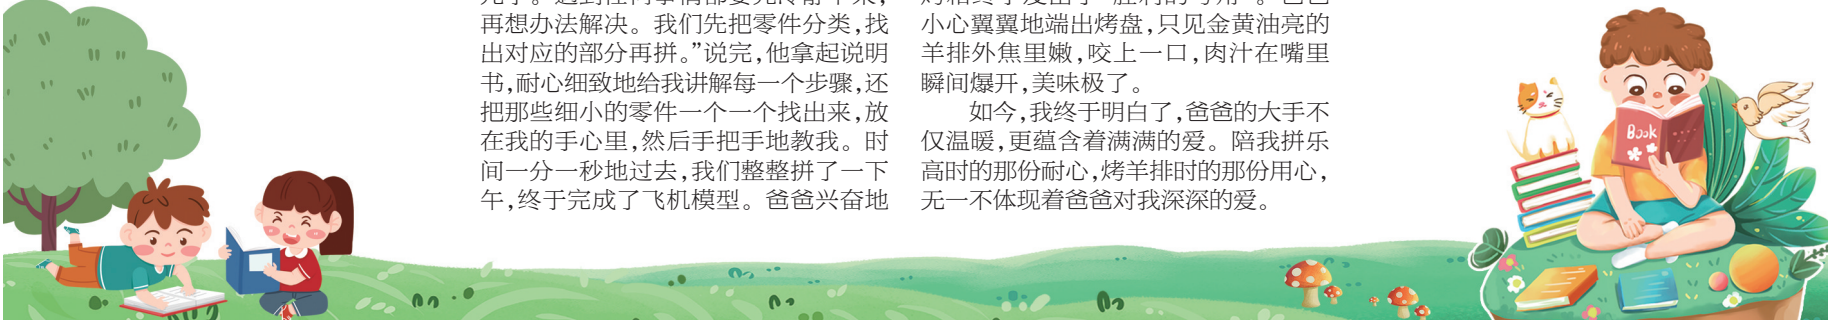 再想办法解决。我们先把零件分类,找
出对应的部分再拼。”说完,他拿起说明
书,耐心细致地给我讲解每一个步骤,还
把那些细小的零件一个一个找出来,放
在我的手心里,然后手把手地教我。时
间一分一秒地过去,我们整整拼了一下
午,终于完成了飞机模型。爸爸兴奋地
小心翼翼地端出烤盘,只见金黄油亮的
羊排外焦里嫩,咬上一口,肉汁在嘴里
瞬间爆开,美味极了。
如今,我终于明白了,爸爸的大手不
仅温暖,更蕴含着满满的爱。陪我拼乐
高时的那份耐心,烤羊排时的那份用心,
无一不体现着爸爸对我深深的爱。
Book